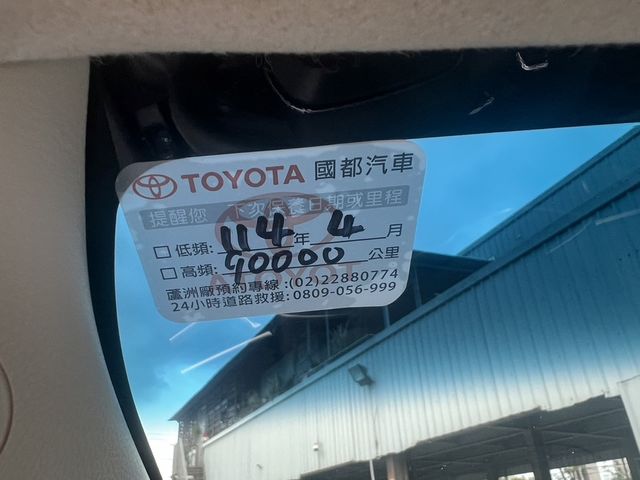 TOYOTA 國都汽車
提醒您 下次保養日期或里程
□ 低頻: 114 年 4 月
□ 高頻: 90000 公里
蘆洲廠預約專線:(02)22880774
24小時道路救援:0809-056-999